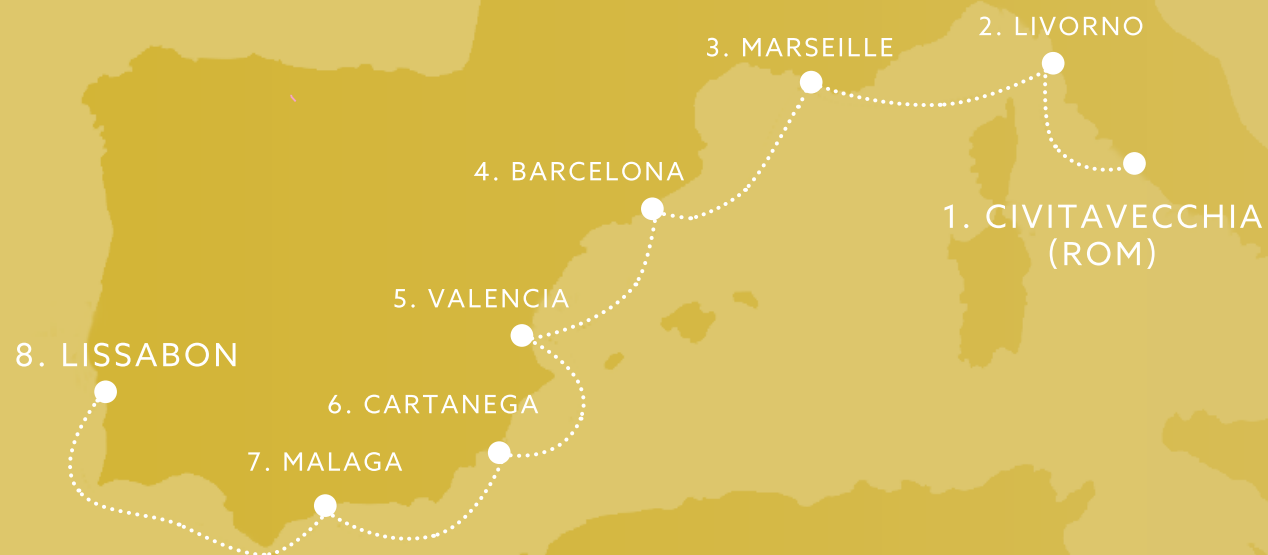 1. CIVITAVECCHIA
(ROM)
2. LIVORNO
3. MARSEILLE
4. BARCELONA
5. VALENCIA
6. CARTANEGA
7. MALAGA
8. LISSABON